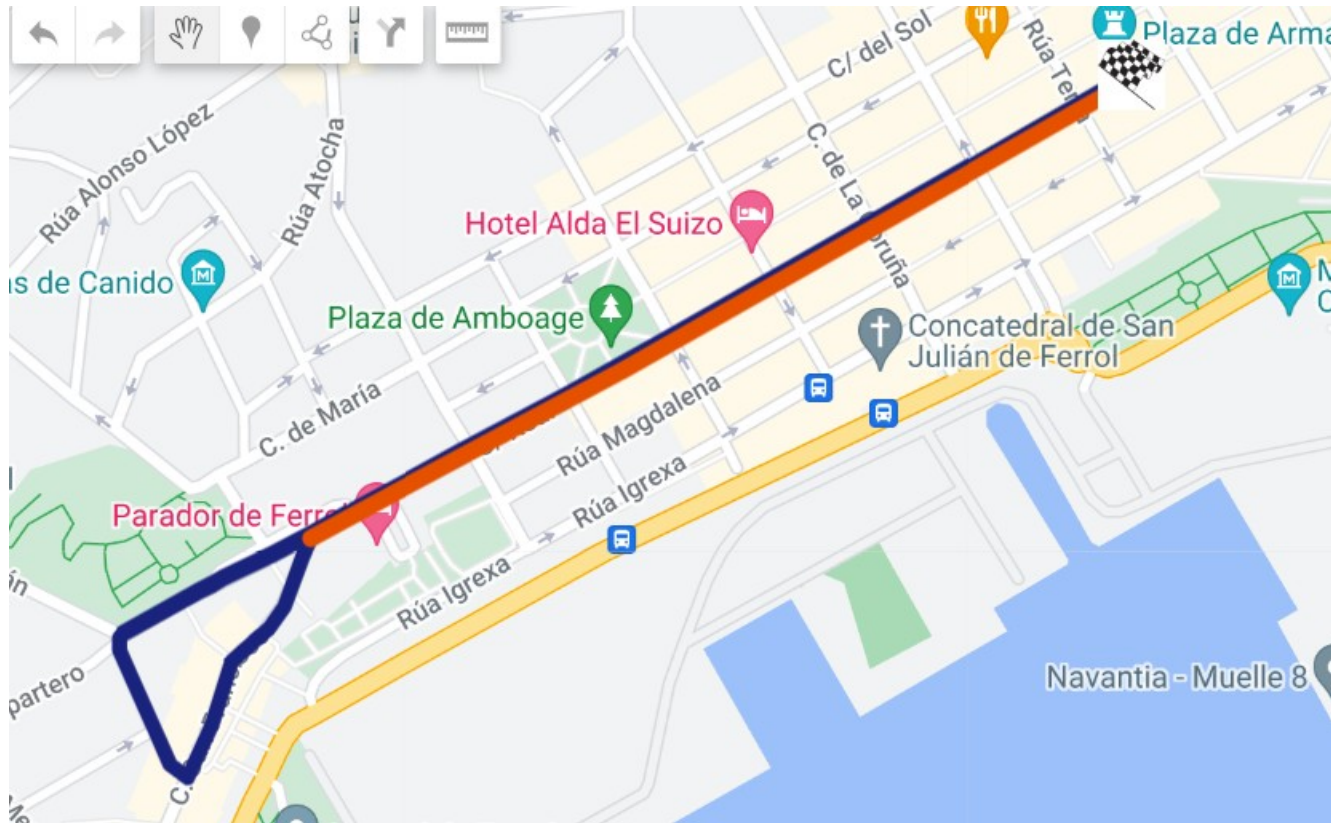 Plaza de Arma
C/ del Sol
Rúa Alonso López
Rúa Atocha
C. de La Coruña
Hotel Alda El Suizo
as de Canido
Plaza de Amboage
Concatedral de San
Julián de Ferrol
C. de María
Rúa Magdalena
Rúa Igrexa
Parador de Ferrol
Rúa Igrexa
partero
Navantia - Muelle 8